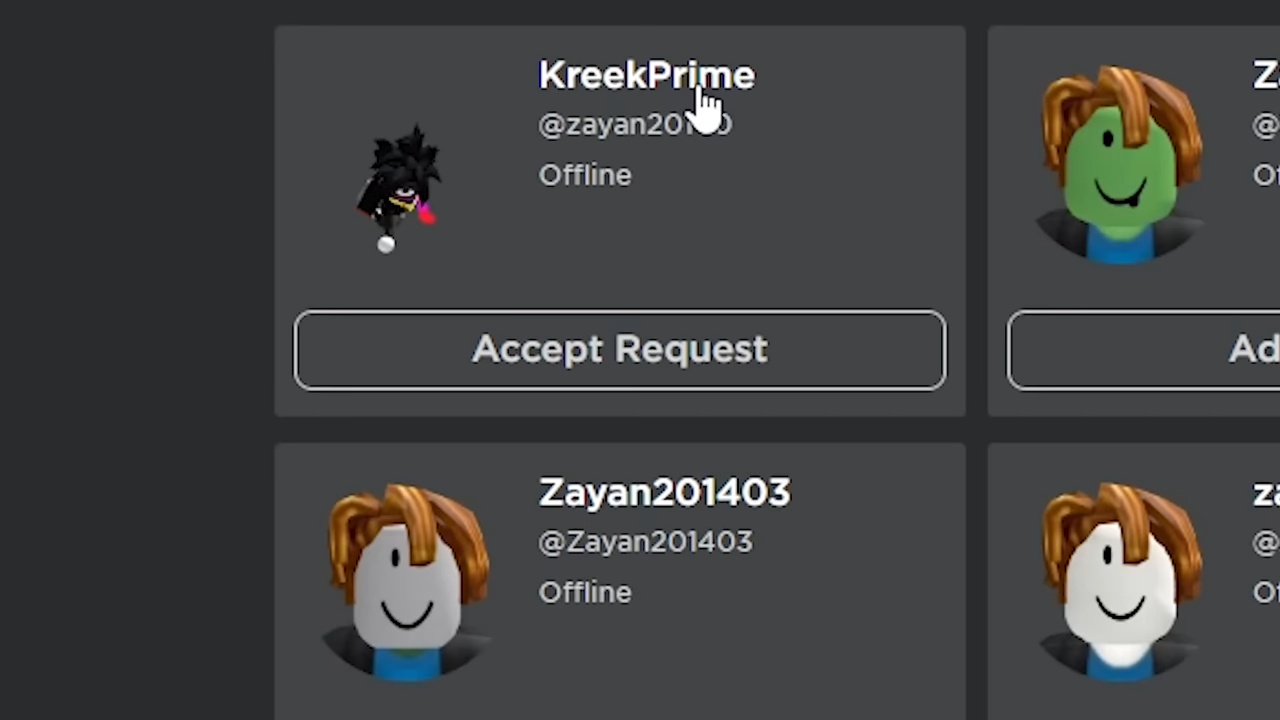 KreekPrime
Offline
Accept Request
Zayan201403
@Zayan201403
Offline